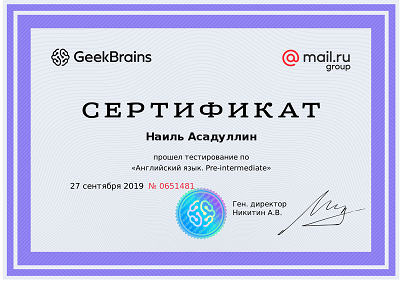 GeekBrains
@mail.ru
group
СЕРТИФИКАТ
Наиль Асадуллин
прошел тестирование по
«Английский язык. Pre-intermediate»
27 сентября 2019 № 0651481
Ген. директор
Никитин А.В.